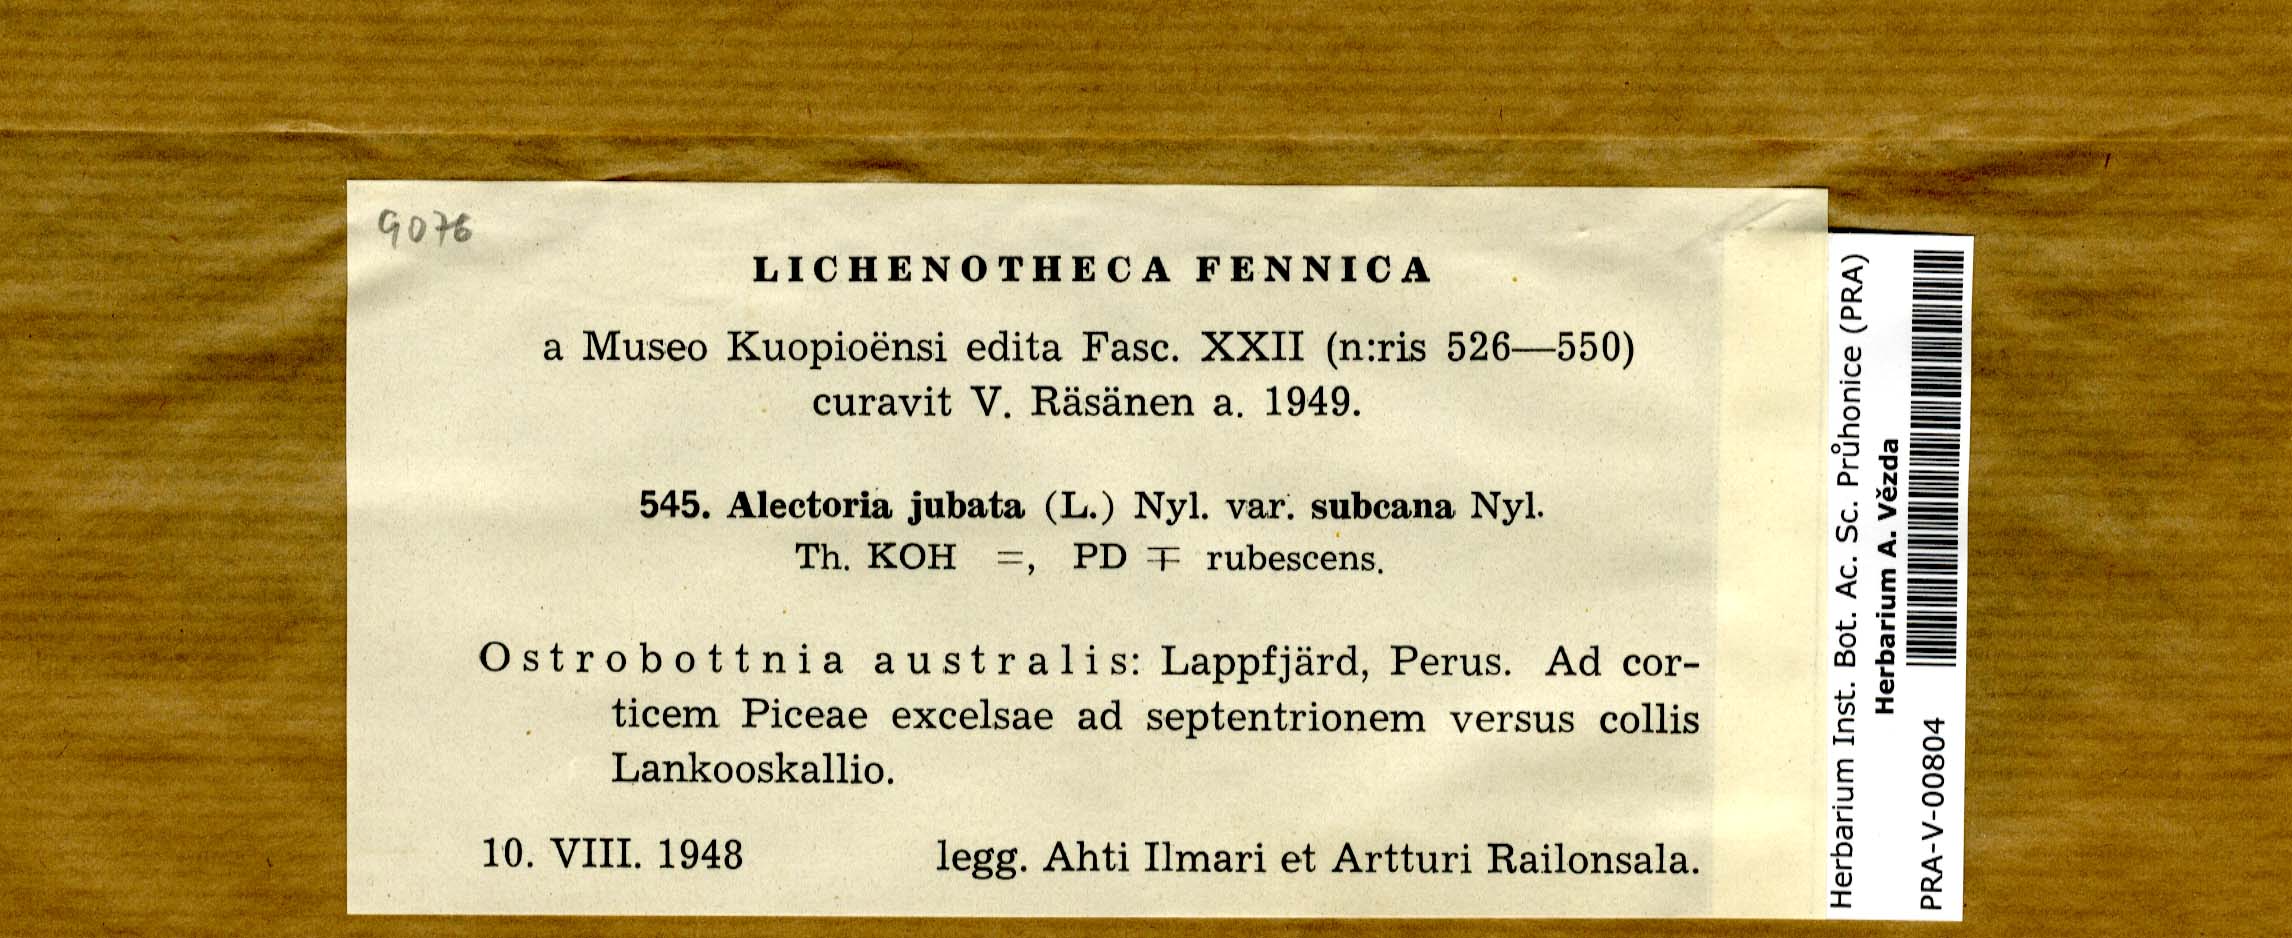 9076
LICHENOTHECA FENNICA
a Museo Kuopioënsi edita Fasc. XXII (n:ris 526—550)
curavit V. Räsänen a. 1949.
545. Alectoria jubata (L.) Nyl. var. subcana Nyl.
Th. KOH =, PD ∓ rubescens.
Ostrobottnia australis: Lappfjärd, Perus. Ad cor-
ticem Piceae excelsae ad septentrionem versus collis
Lankooskallio.
10. VIII. 1948 legg. Ahti Ilmari et Artturi Railonsala.
Herbarium Inst. Bot. Ac. Sc. Průhonice (PRA)
Herbarium A. Vězda
PRA-V-00804